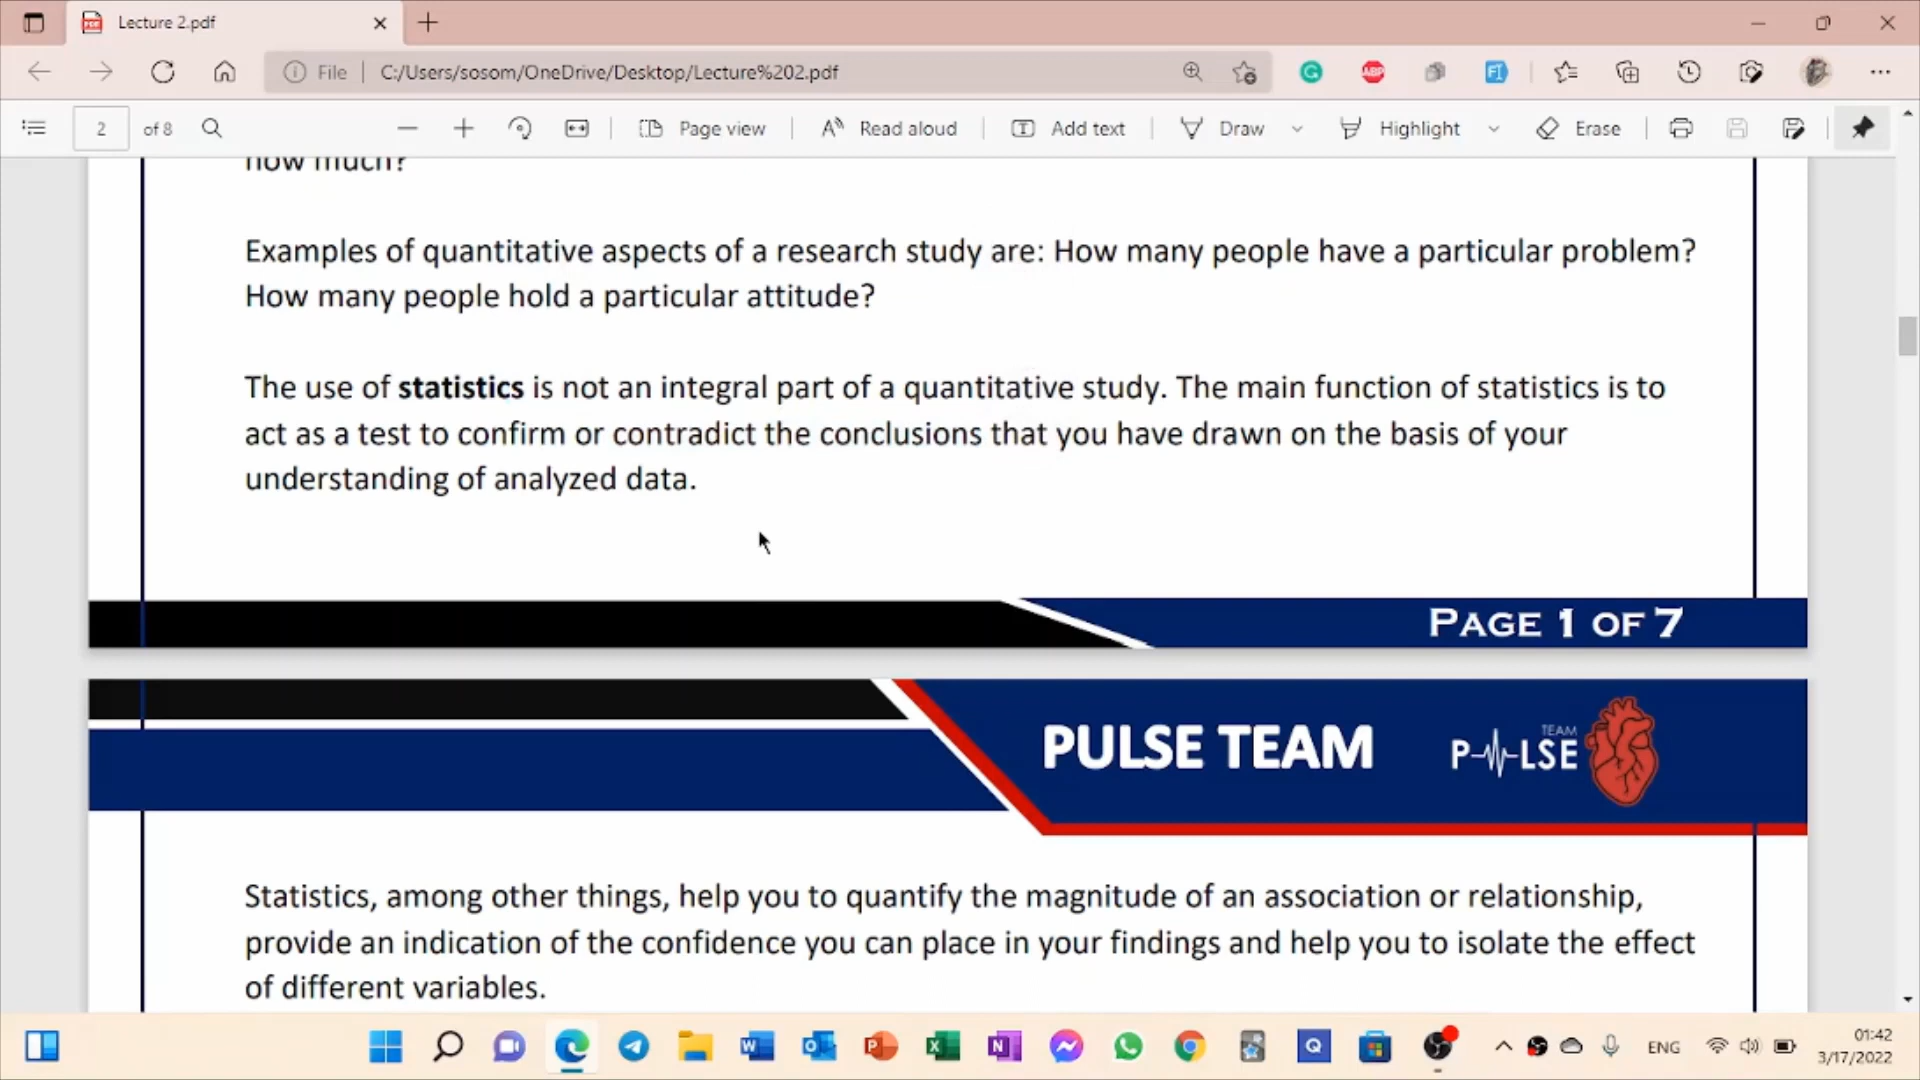 Lecture 2.pdf
File
C:/Users/sosom/OneDrive/Desktop/Lecture%202.pdf
ABP
2 of 8
Page view
Read aloud
Add text
Draw
Highlight
Erase
how much?
Examples of quantitative aspects of a research study are: How many people have a particular problem?
How many people hold a particular attitude?
The use of statistics is not an integral part of a quantitative study. The main function of statistics is to
act as a test to confirm or contradict the conclusions that you have drawn on the basis of your
understanding of analyzed data.
PAGE 1 OF 7
PULSE TEAM
TEAM
P LSE
Statistics, among other things, help you to quantify the magnitude of an association or relationship,
provide an indication of the confidence you can place in your findings and help you to isolate the effect
of different variables.
ENG
01:42
3/17/2022